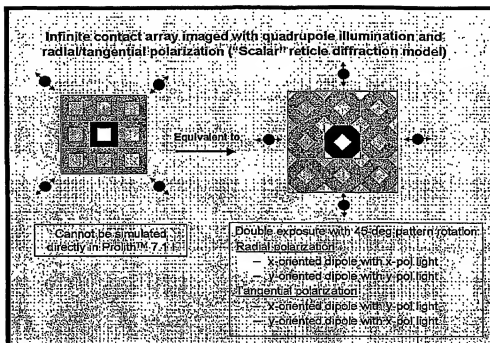 Infinite contact array imaged with quadrupole illumination and
radial/tangential polarization ("Scalar" reticle diffraction model)
Equivalent to
Cannot be simulated
directly in Prolith™ 7.1
Double exposure with 45-deg pattern rotation
Radial polarization
– x-oriented dipole with x-pol light
– y-oriented dipole with y-pol light
Tangential polarization
– x-oriented dipole with y-pol light
– y-oriented dipole with x-pol light